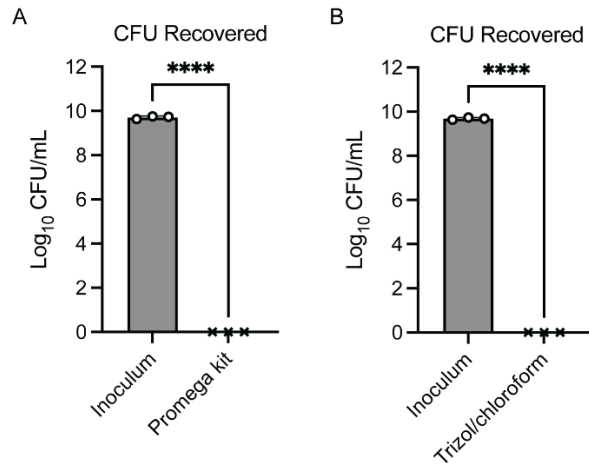 A
CFU Recovered
****
12
10
8
6
4
2
0
Log10 CFU/mL
Inoculum
Promega kit
B
CFU Recovered
****
12
10
8
6
4
2
0
Log10 CFU/mL
Inoculum
Trizol/chloroform